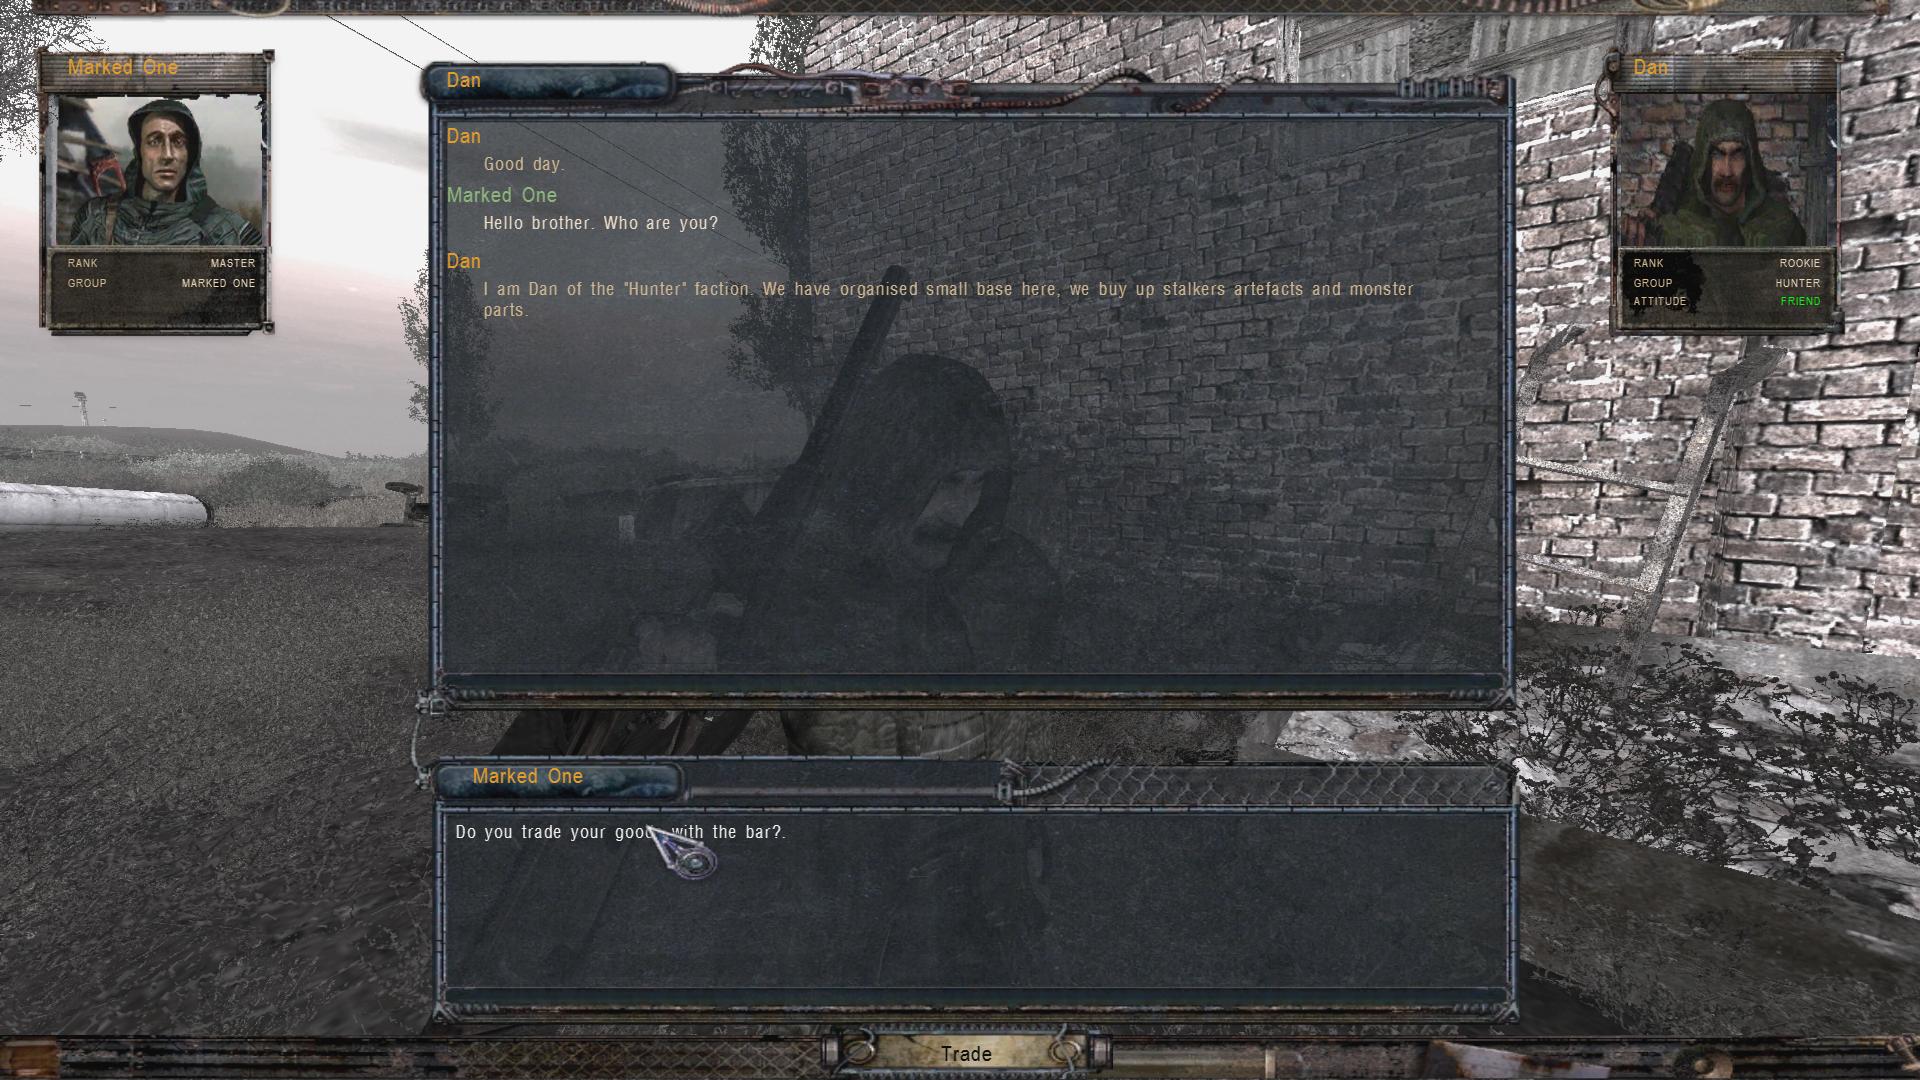 Marked One
RANK MASTER
GROUP MARKED ONE
Dan
Dan
Good day.
Marked One
Hello brother. Who are you?
Dan
I am Dan of the "Hunter" faction. We have organised small base here, we buy up stalkers artefacts and monster
parts.
Dan
RANK ROOKIE
GROUP HUNTER
ATTITUDE FRIEND
Marked One
Do you trade your with the bar?.
Trade